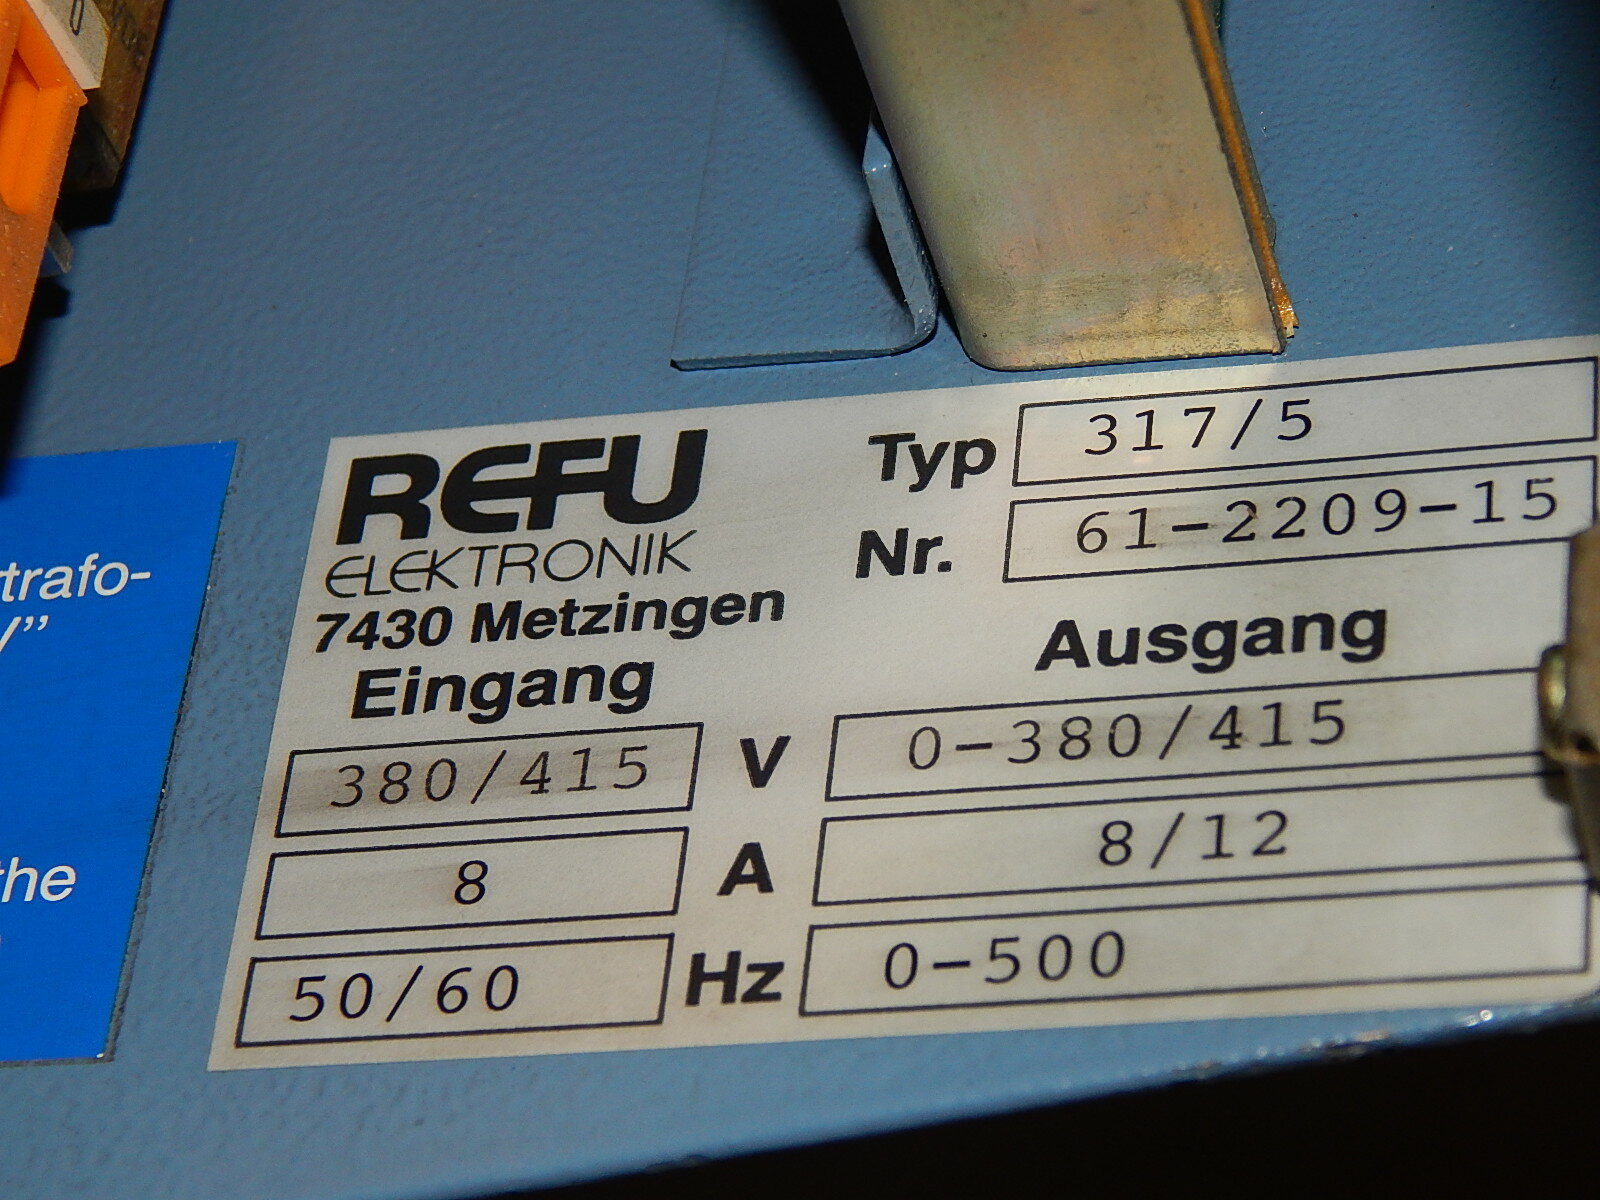 REFU
ELEKTRONIK
7430 Metzingen
Typ 317/5
Nr. 61-2209-15
Eingang Ausgang
380/415 V 0-380/415
8 A 8/12
50/60 Hz 0-500
the